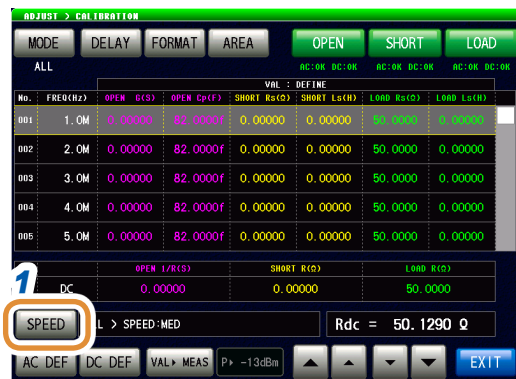 ADJUST > CALIBRATION
MODE DELAY FORMAT AREA OPEN SHORT LOAD
ALL AC:OK DC:OK AC:OK DC:OK AC:OK DC:OK
VAL : DEFINE
No. FREQ(Hz) OPEN G(S) OPEN Cp(F) SHORT Rs(Ω) SHORT Ls(H) LOAD Rs(Ω) LOAD Ls(H)
001 1.0M 0.00000 82.0000f 0.00000 0.00000 50.0000 0.00000
002 2.0M 0.00000 82.0000f 0.00000 0.00000 50.0000 0.00000
003 3.0M 0.00000 82.0000f 0.00000 0.00000 50.0000 0.00000
004 4.0M 0.00000 82.0000f 0.00000 0.00000 50.0000 0.00000
005 5.0M 0.00000 82.0000f 0.00000 0.00000 50.0000 0.00000
OPEN 1/R(S) SHORT R(Ω) LOAD R(Ω)
1
DC 0.00000 0.00000 50.0000
SPEED L > SPEED:MED Rdc = 50.1290 Ω
AC DEF DC DEF VAL▸ MEAS P▸ -13dBm EXIT